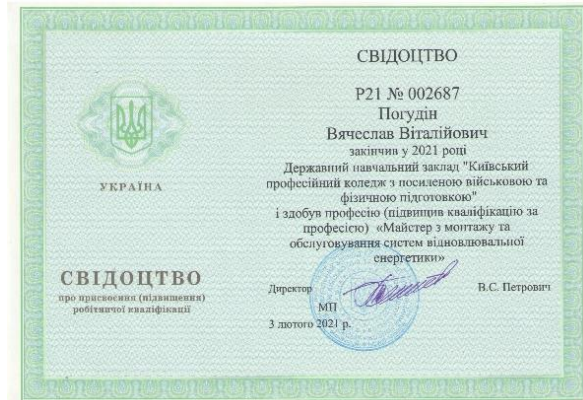 УКРАЇНА
СВІДОЦТВО
про присвоєння (підвищення)
робітничої кваліфікації
СВІДОЦТВО
Р21 № 002687
Погудін
Вячеслав Віталійович
закінчив у 2021 році
Державний навчальний заклад "Київський
професійний коледж з посиленою військовою та
фізичною підготовкою"
і здобув професію (підвищив кваліфікацію за
професією) «Майстер з монтажу та
обслуговування систем відновлювальної
енергетики»
Директор В.С. Петрович
МП
3 лютого 2021 р.